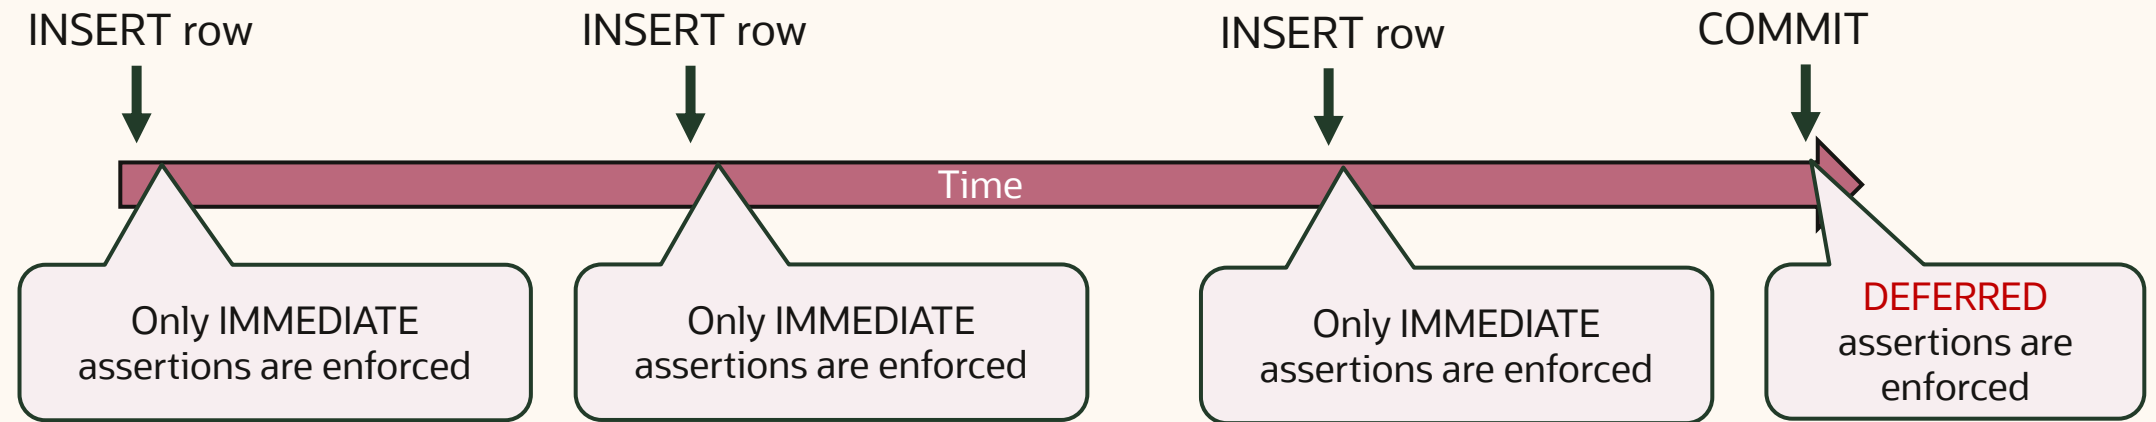 INSERT row
INSERT row
INSERT row
COMMIT
Time
Only IMMEDIATE
assertions are enforced
Only IMMEDIATE
assertions are enforced
Only IMMEDIATE
assertions are enforced
DEFERRED
assertions are
enforced